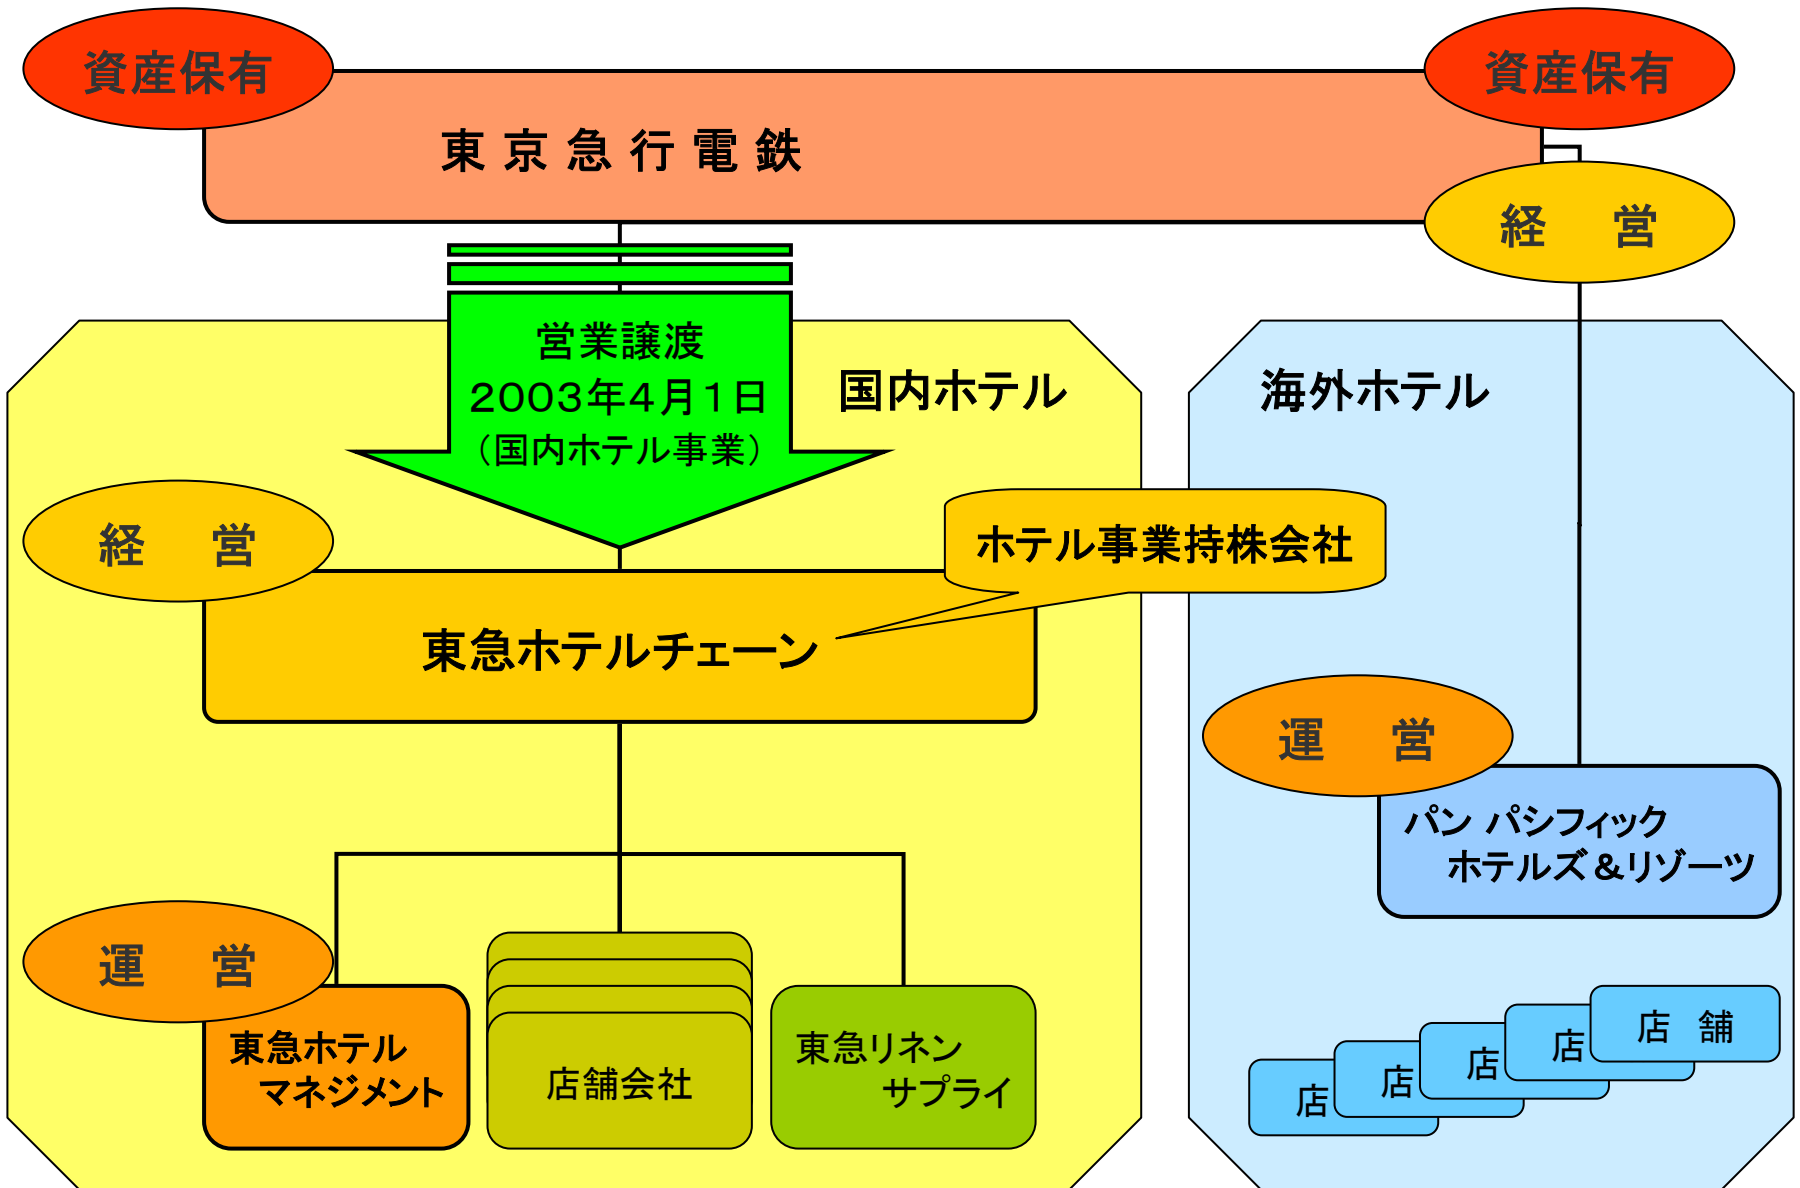 資産保有
資産保有
東 京 急 行 電 鉄
経　営
営業譲渡
２００３年４月１日
（国内ホテル事業）
国内ホテル
海外ホテル
経　営
ホテル事業持株会社
東急ホテルチェーン
運　営
パン パシフィック
ホテルズ＆リゾーツ
運　営
東急ホテル
マネジメント
店舗会社
東急リネン
サプライ
店
店
店
店
店　舗